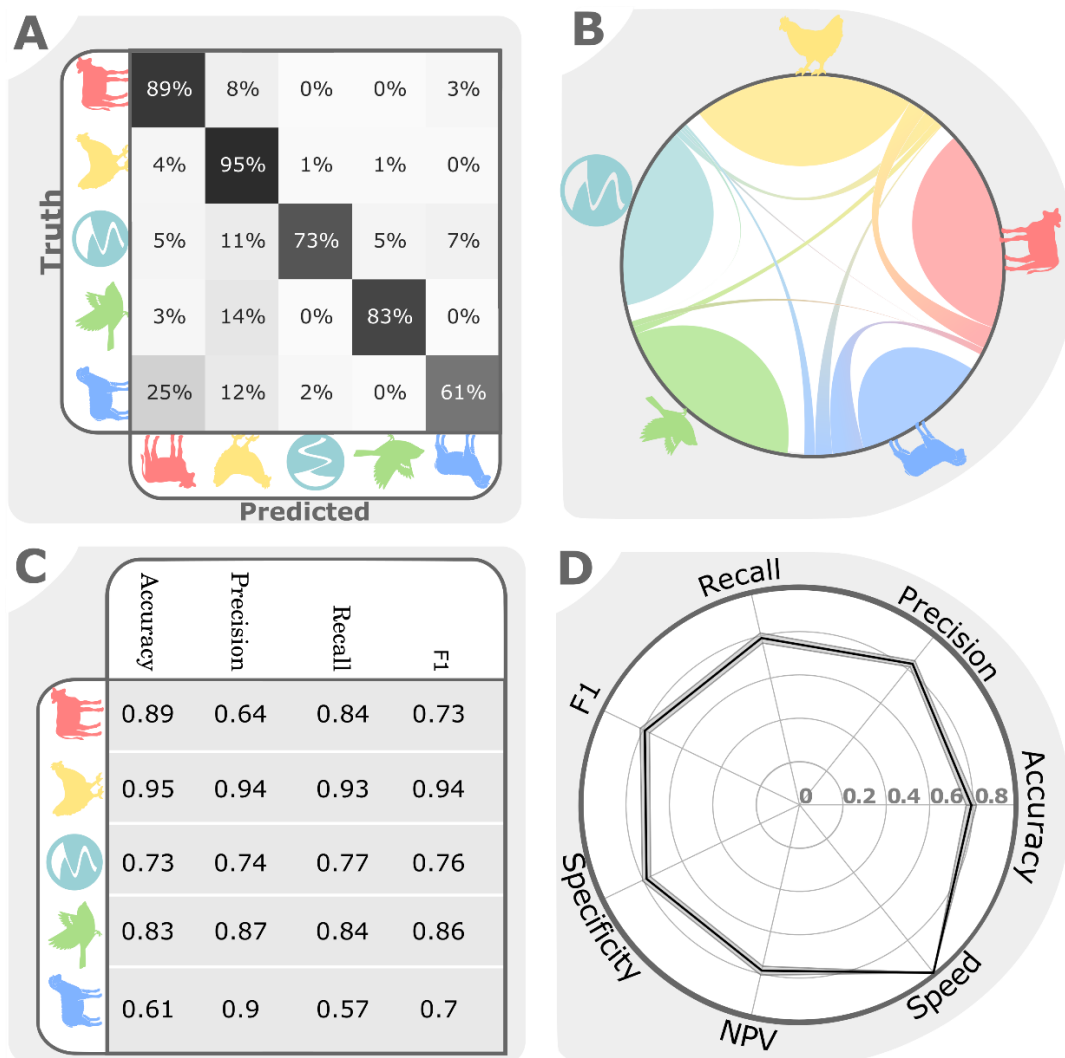 A
B
89% 8% 0% 0% 3%
4% 95% 1% 1% 0%
5% 11% 73% 5% 7%
3% 14% 0% 83% 0%
25% 12% 2% 0% 61%
Truth
Predicted
C
Accuracy Precision Recall F1
0.89 0.64 0.84 0.73
0.95 0.94 0.93 0.94
0.73 0.74 0.77 0.76
0.83 0.87 0.84 0.86
0.61 0.9 0.57 0.7
D
Recall
Precision
F1
Accuracy
0 0.2 0.4 0.6 0.8
Specificity
Speed
NPV